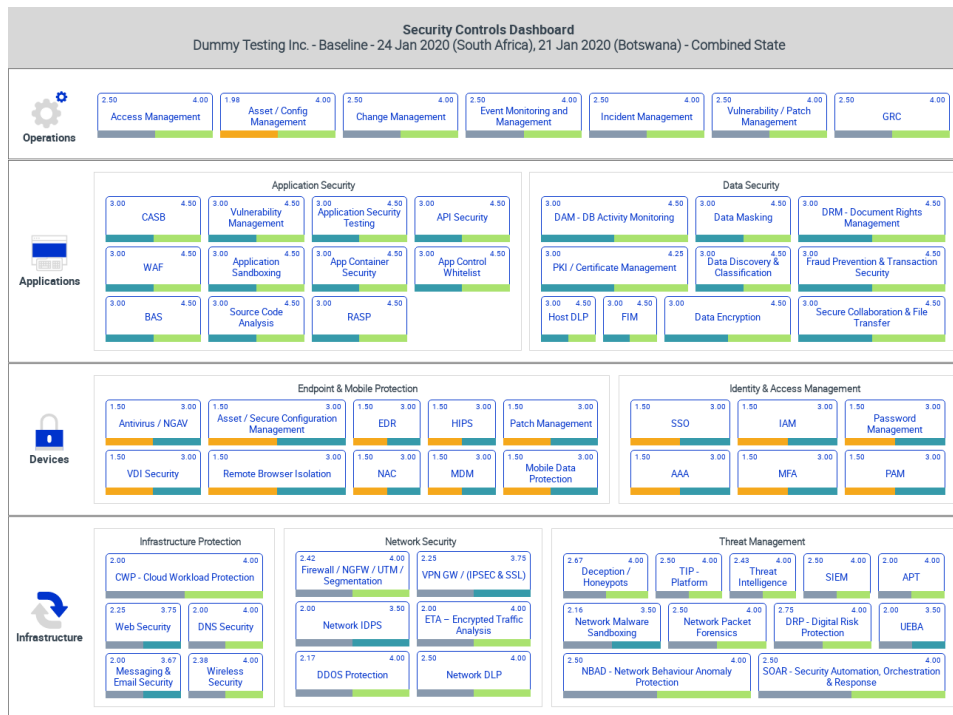 Security Controls Dashboard
Dummy Testing Inc. - Baseline - 24 Jan 2020 (South Africa), 21 Jan 2020 (Botswana) - Combined State
Operations
2.50 4.00
Access Management
1.98 4.00
Asset / Config
Management
2.50 4.00
Change Management
2.50 4.00
Event Monitoring and
Management
2.50 4.00
Incident Management
2.50 4.00
Vulnerability / Patch
Management
2.50 4.00
GRC
Applications
Application Security
3.00 4.50
CASB
3.00 4.50
Vulnerability
Management
3.00 4.50
Application Security
Testing
3.00 4.50
API Security
3.00 4.50
WAF
3.00 4.50
Application
Sandboxing
3.00 4.50
App Container
Security
3.00 4.50
App Control
Whitelist
3.00 4.50
BAS
3.00 4.50
Source Code
Analysis
3.00 4.50
RASP
Data Security
3.00 4.50
DAM - DB Activity Monitoring
3.00 4.50
Data Masking
3.00 4.50
DRM - Document Rights
Management
3.00 4.25
PKI / Certificate Management
3.00 4.50
Data Discovery &
Classification
3.00 4.50
Fraud Prevention & Transaction
Security
3.00 4.50
Host DLP
3.00 4.50
FIM
3.00 4.50
Data Encryption
3.00 4.50
Secure Collaboration & File
Transfer
Devices
Endpoint & Mobile Protection
1.50 3.00
Antivirus / NGAV
1.50 3.00
Asset / Secure Configuration
Management
1.50 3.00
EDR
1.50 3.00
HIPS
1.50 3.00
Patch Management
1.50 3.00
VDI Security
1.50 3.00
Remote Browser Isolation
1.50 3.00
NAC
1.50 3.00
MDM
1.50 3.00
Mobile Data
Protection
Identity & Access Management
1.50 3.00
SSO
1.50 3.00
IAM
1.50 3.00
Password
Management
1.50 3.00
AAA
1.50 3.00
MFA
1.50 3.00
PAM
Infrastructure
Infrastructure Protection
2.00 4.00
CWP - Cloud Workload Protection
2.25 3.75
Web Security
2.00 4.00
DNS Security
2.00 3.67
Messaging &
Email Security
2.38 4.00
Wireless
Security
Network Security
2.42 4.00
Firewall / NGFW / UTM /
Segmentation
2.25 3.75
VPN GW / (IPSEC & SSL)
2.00 3.50
Network IDPS
2.00 4.00
ETA – Encrypted Traffic
Analysis
2.17 4.00
DDOS Protection
2.50 4.00
Network DLP
Threat Management
2.67 4.00
Deception /
Honeypots
2.50 4.00
TIP -
Platform
2.43 4.00
Threat
Intelligence
2.50 4.00
SIEM
2.00 4.00
APT
2.16 3.50
Network Malware
Sandboxing
2.50 4.00
Network Packet
Forensics
2.75 4.00
DRP - Digital Risk
Protection
2.00 3.50
UEBA
2.50 4.00
NBAD - Network Behaviour Anomaly
Protection
2.50 4.00
SOAR - Security Automation, Orchestration
& Response